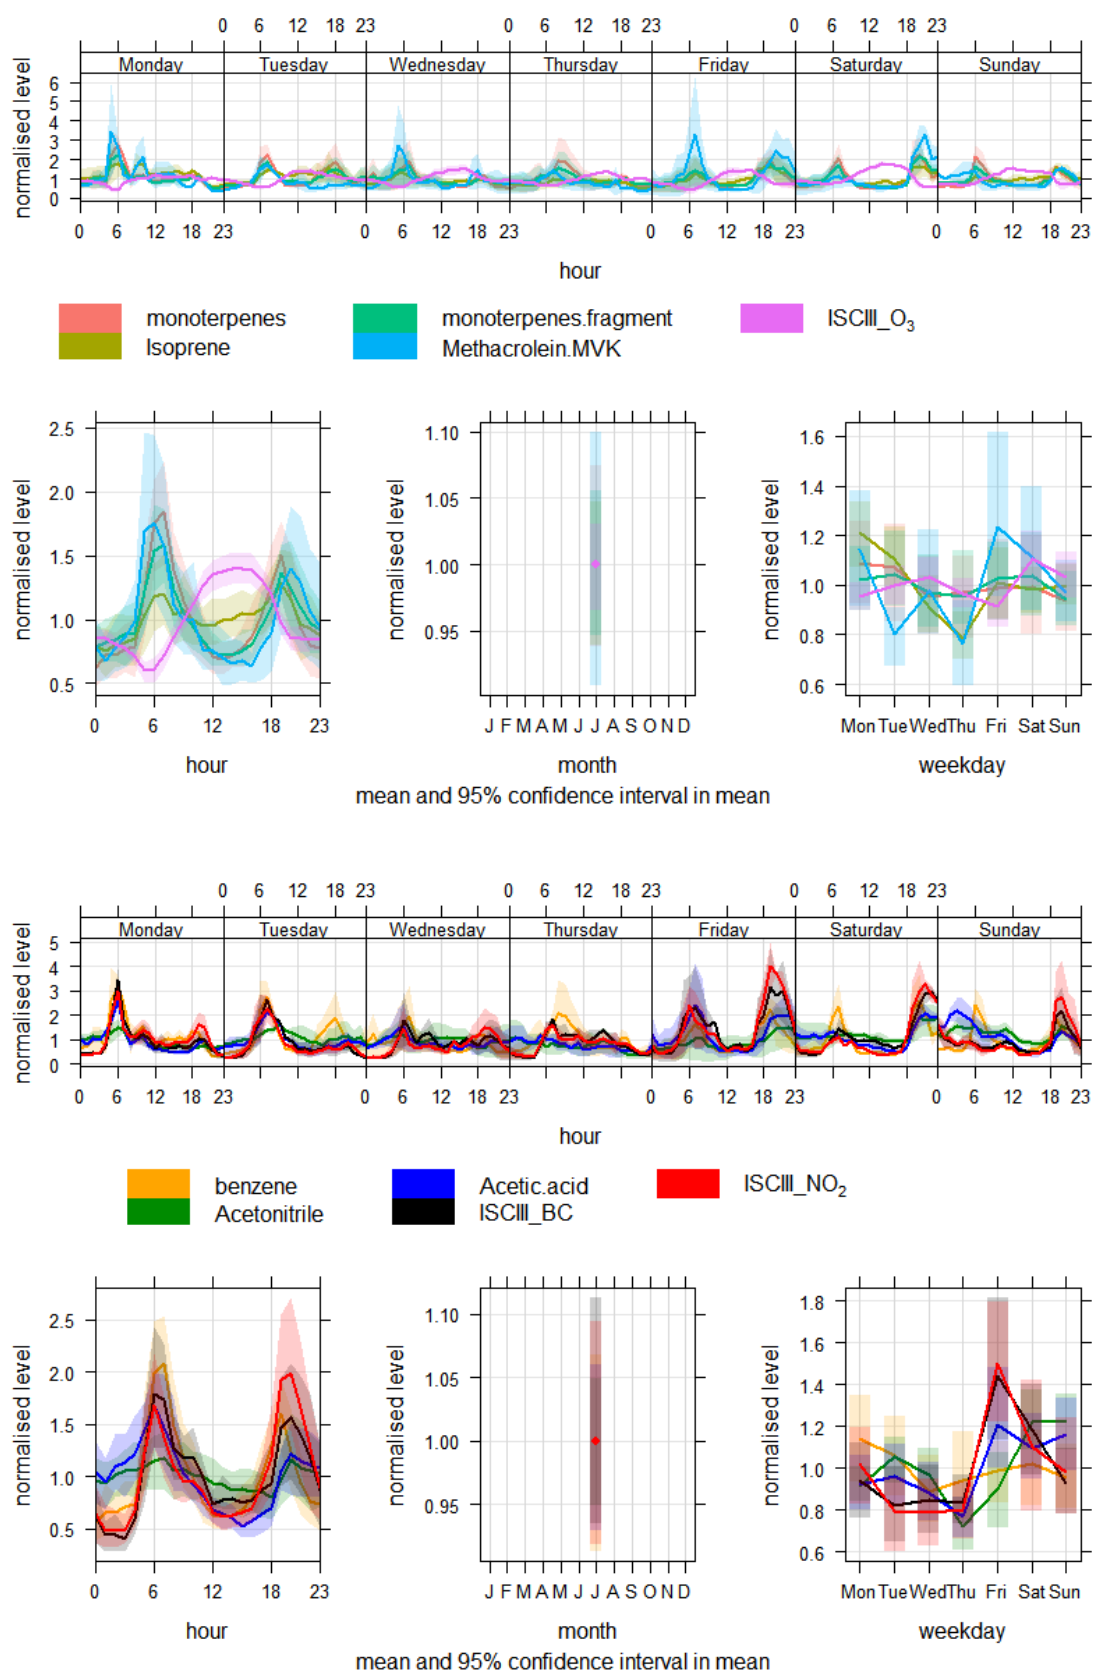 0 6 12 18 23 0 6 12 18 23 0 6 12 18 23
Monday Tuesday Wednesday Thursday Friday Saturday Sunday
normalised level
6
5
4
3
2
1
0
0 6 12 18 23 0 6 12 18 23 0 6 12 18 23 0 6 12 18 23
hour
monoterpenes monoterpenes.fragment ISCIII_O3
Isoprene Methacrolein.MVK
normalised level
2.5
2.0
1.5
1.0
0.5
0 6 12 18 23
hour
normalised level
1.10
1.05
1.00
0.95
J F M A M J J A S O N D
month
normalised level
1.6
1.4
1.2
1.0
0.8
0.6
Mon Tue Wed Thu Fri Sat Sun
weekday
mean and 95% confidence interval in mean
0 6 12 18 23 0 6 12 18 23 0 6 12 18 23
Monday Tuesday Wednesday Thursday Friday Saturday Sunday
normalised level
5
4
3
2
1
0
0 6 12 18 23 0 6 12 18 23 0 6 12 18 23 0 6 12 18 23
hour
benzene Acetic.acid ISCIII_NO2
Acetonitrile ISCIII_BC
normalised level
2.5
2.0
1.5
1.0
0.5
0 6 12 18 23
hour
normalised level
1.10
1.05
1.00
0.95
J F M A M J J A S O N D
month
normalised level
1.8
1.6
1.4
1.2
1.0
0.8
0.6
Mon Tue Wed Thu Fri Sat Sun
weekday
mean and 95% confidence interval in mean